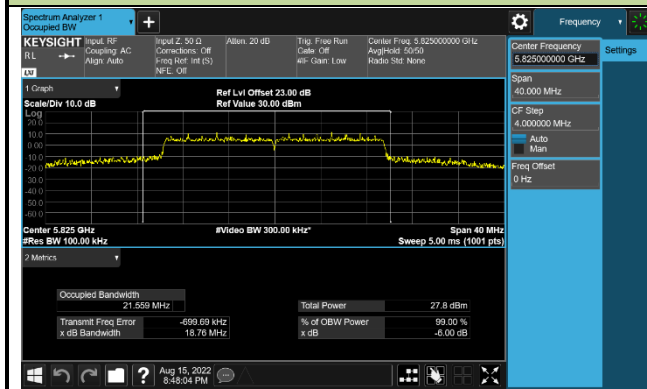 Spectrum Analyzer 1
Occupied BW
Frequency
KEYSIGHT
RL
LXI
Input: RF
Coupling: AC
Align: Auto
Input Z: 50 Ω
Corrections: Off
Freq Ref: Int (S)
NFE: Off
Atten: 20 dB
Trig: Free Run
Gate: Off
#IF Gain: Low
Center Freq: 5.825000000 GHz
Avg|Hold: 50/50
Radio Std: None
Center Frequency
5.825000000 GHz
Settings
Span
40.000 MHz
CF Step
4.000000 MHz
Auto
Man
Freq Offset
0 Hz
1 Graph
Scale/Div 10.0 dB
Ref Lvl Offset 23.00 dB
Ref Value 30.00 dBm
Log
20.0
10.0
0.00
-10.0
-20.0
-30.0
-40.0
-50.0
-60.0
Center 5.825 GHz
#Video BW 300.00 kHz*
Span 40 MHz
#Res BW 100.00 kHz
Sweep 5.00 ms (1001 pts)
2 Metrics
Occupied Bandwidth
21.559 MHz
Total Power 27.8 dBm
Transmit Freq Error -699.69 kHz
% of OBW Power 99.00 %
x dB Bandwidth 18.76 MHz
x dB -6.00 dB
?
Aug 15, 2022
8:48:04 PM